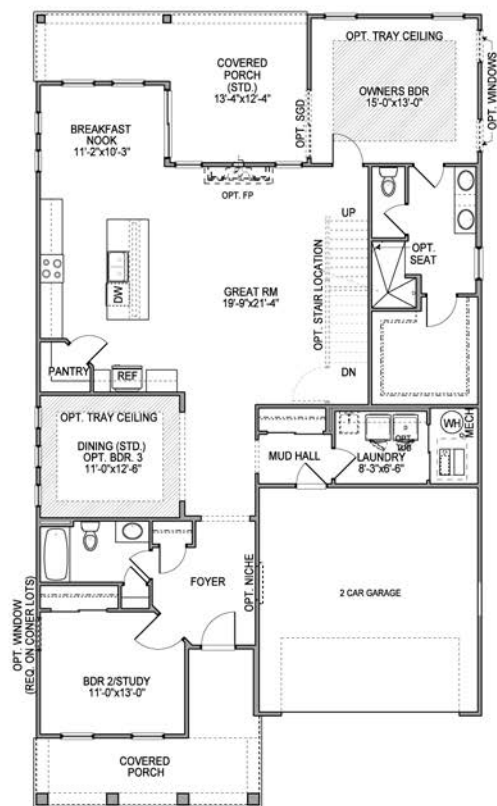 OPT. TRAY CEILING
COVERED
PORCH
(STD.)
13'-4"x12'-4"
OWNERS BDR
15'-0"x13'-0"
OPT. WINDOWS
OPT. SGD
BREAKFAST
NOOK
11'-2"x10'-3"
OPT. FP
UP
OPT.
SEAT
OPT. STAIR LOCATION
GREAT RM
19'-9"x21'-4"
DW
DN
PANTRY
REF
OPT. TRAY CEILING
DINING (STD.)
OPT. BDR. 3
11'-0"x12'-6"
MUD HALL
OPT.
TUB
LAUNDRY
8'-3"x6'-6"
WH
MECH
FOYER
OPT. NICHE
2 CAR GARAGE
OPT. WINDOW
(REQ. ON CONER LOTS)
BDR 2/STUDY
11'-0"x13'-0"
COVERED
PORCH